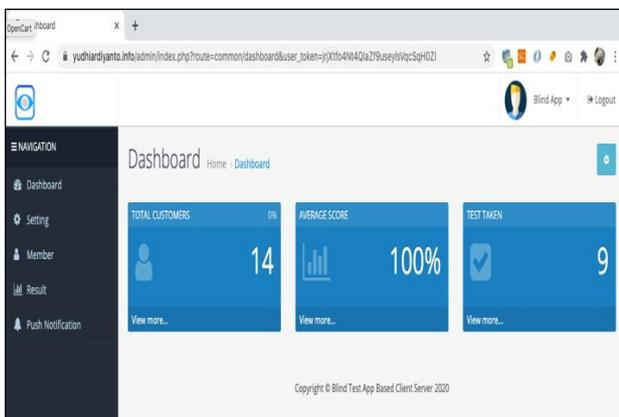 OpenCart
hboard
yudhiardiyanto.info/admin/index.php?route=common/dashboard&user_token=
Blind App
Logout
NAVIGATION
Dashboard Home Dashboard
Dashboard
Setting
Member
Result
Push Notification
TOTAL CUSTOMERS 0%
14
View more...
AVERAGE SCORE
100%
View more...
TEST TAKEN
9
View more...
Copyright © Blind Test App Based Client Server 2020